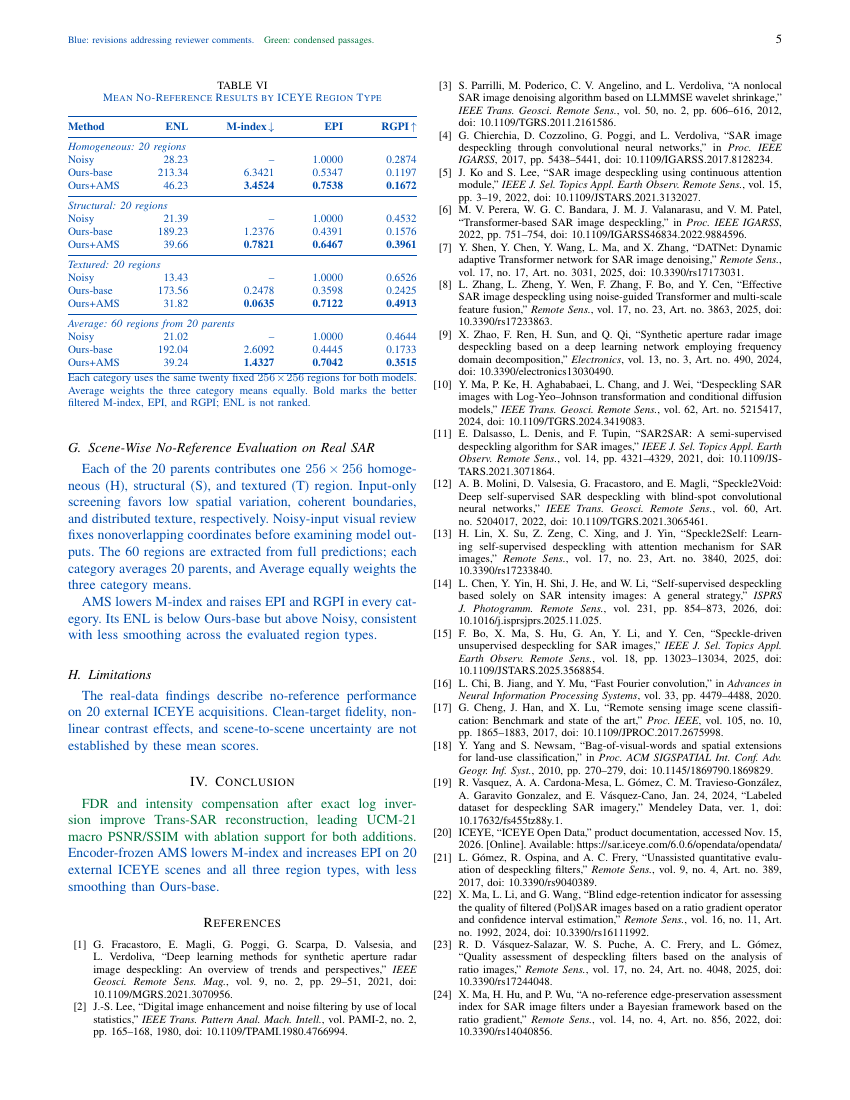 Blue: revisions addressing reviewer comments. Green: condensed passages.
5
TABLE VI
MEAN NO-REFERENCE RESULTS BY ICEYE REGION TYPE
Method ENL M-index↓ EPI RGPI↑
Homogeneous: 20 regions
Noisy 28.23 – 1.0000 0.2874
Ours-base 213.34 6.3421 0.5347 0.1197
Ours+AMS 46.23 3.4524 0.7538 0.1672
Structural: 20 regions
Noisy 21.39 – 1.0000 0.4532
Ours-base 189.23 1.2376 0.4391 0.1576
Ours+AMS 39.66 0.7821 0.6467 0.3961
Textured: 20 regions
Noisy 13.43 – 1.0000 0.6526
Ours-base 173.56 0.2478 0.3598 0.2425
Ours+AMS 31.82 0.0635 0.7122 0.4913
Average: 60 regions from 20 parents
Noisy 21.02 – 1.0000 0.4644
Ours-base 192.04 2.6092 0.4445 0.1733
Ours+AMS 39.24 1.4327 0.7042 0.3515
Each category uses the same twenty fixed 256×256 regions for both models.
Average weights the three category means equally. Bold marks the better
filtered M-index, EPI, and RGPI; ENL is not ranked.
G. Scene-Wise No-Reference Evaluation on Real SAR
Each of the 20 parents contributes one 256 × 256 homoge-
neous (H), structural (S), and textured (T) region. Input-only
screening favors low spatial variation, coherent boundaries,
and distributed texture, respectively. Noisy-input visual review
fixes nonoverlapping coordinates before examining model out-
puts. The 60 regions are extracted from full predictions; each
category averages 20 parents, and Average equally weights the
three category means.
AMS lowers M-index and raises EPI and RGPI in every cat-
egory. Its ENL is below Ours-base but above Noisy, consistent
with less smoothing across the evaluated region types.
H. Limitations
The real-data findings describe no-reference performance
on 20 external ICEYE acquisitions. Clean-target fidelity, non-
linear contrast effects, and scene-to-scene uncertainty are not
established by these mean scores.
IV. CONCLUSION
FDR and intensity compensation after exact log inver-
sion improve Trans-SAR reconstruction, leading UCM-21
macro PSNR/SSIM with ablation support for both additions.
Encoder-frozen AMS lowers M-index and increases EPI on 20
external ICEYE scenes and all three region types, with less
smoothing than Ours-base.
REFERENCES
[1] G. Fracastoro, E. Magli, G. Poggi, G. Scarpa, D. Valsesia, and
L. Verdoliva, “Deep learning methods for synthetic aperture radar
image despeckling: An overview of trends and perspectives,” IEEE
Geosci. Remote Sens. Mag., vol. 9, no. 2, pp. 29–51, 2021, doi:
10.1109/MGRS.2021.3070956.
[2] J.-S. Lee, “Digital image enhancement and noise filtering by use of local
statistics,” IEEE Trans. Pattern Anal. Mach. Intell., vol. PAMI-2, no. 2,
pp. 165–168, 1980, doi: 10.1109/TPAMI.1980.4766994.
[3] S. Parrilli, M. Poderico, C. V. Angelino, and L. Verdoliva, “A nonlocal
SAR image denoising algorithm based on LLMMSE wavelet shrinkage,”
IEEE Trans. Geosci. Remote Sens., vol. 50, no. 2, pp. 606–616, 2012,
doi: 10.1109/TGRS.2011.2161586.
[4] G. Chierchia, D. Cozzolino, G. Poggi, and L. Verdoliva, “SAR image
despeckling through convolutional neural networks,” in Proc. IEEE
IGARSS, 2017, pp. 5438–5441, doi: 10.1109/IGARSS.2017.8128234.
[5] J. Ko and S. Lee, “SAR image despeckling using continuous attention
module,” IEEE J. Sel. Topics Appl. Earth Observ. Remote Sens., vol. 15,
pp. 3–19, 2022, doi: 10.1109/JSTARS.2021.3132027.
[6] M. V. Perera, W. G. C. Bandara, J. M. J. Valanarasu, and V. M. Patel,
“Transformer-based SAR image despeckling,” in Proc. IEEE IGARSS,
2022, pp. 751–754, doi: 10.1109/IGARSS46834.2022.9884596.
[7] Y. Shen, Y. Chen, Y. Wang, L. Ma, and X. Zhang, “DATNet: Dynamic
adaptive Transformer network for SAR image denoising,” Remote Sens.,
vol. 17, no. 17, Art. no. 3031, 2025, doi: 10.3390/rs17173031.
[8] L. Zhang, L. Zheng, Y. Wen, F. Zhang, F. Bo, and Y. Cen, “Effective
SAR image despeckling using noise-guided Transformer and multi-scale
feature fusion,” Remote Sens., vol. 17, no. 23, Art. no. 3863, 2025, doi:
10.3390/rs17233863.
[9] X. Zhao, F. Ren, H. Sun, and Q. Qi, “Synthetic aperture radar image
despeckling based on a deep learning network employing frequency
domain decomposition,” Electronics, vol. 13, no. 3, Art. no. 490, 2024,
doi: 10.3390/electronics13030490.
[10] Y. Ma, P. Ke, H. Aghababaei, L. Chang, and J. Wei, “Despeckling SAR
images with Log-Yeo–Johnson transformation and conditional diffusion
models,” IEEE Trans. Geosci. Remote Sens., vol. 62, Art. no. 5215417,
2024, doi: 10.1109/TGRS.2024.3419083.
[11] E. Dalsasso, L. Denis, and F. Tupin, “SAR2SAR: A semi-supervised
despeckling algorithm for SAR images,” IEEE J. Sel. Topics Appl. Earth
Observ. Remote Sens., vol. 14, pp. 4321–4329, 2021, doi: 10.1109/JS-
TARS.2021.3071864.
[12] A. B. Molini, D. Valsesia, G. Fracastoro, and E. Magli, “Speckle2Void:
Deep self-supervised SAR despeckling with blind-spot convolutional
neural networks,” IEEE Trans. Geosci. Remote Sens., vol. 60, Art.
no. 5204017, 2022, doi: 10.1109/TGRS.2021.3065461.
[13] H. Lin, X. Su, Z. Zeng, C. Xing, and J. Yin, “Speckle2Self: Learn-
ing self-supervised despeckling with attention mechanism for SAR
images,” Remote Sens., vol. 17, no. 23, Art. no. 3840, 2025, doi:
10.3390/rs17233840.
[14] L. Chen, Y. Yin, H. Shi, J. He, and W. Li, “Self-supervised despeckling
based solely on SAR intensity images: A general strategy,” ISPRS
J. Photogramm. Remote Sens., vol. 231, pp. 854–873, 2026, doi:
10.1016/j.isprsjprs.2025.11.025.
[15] F. Bo, X. Ma, S. Hu, G. An, Y. Li, and Y. Cen, “Speckle-driven
unsupervised despeckling for SAR images,” IEEE J. Sel. Topics Appl.
Earth Observ. Remote Sens., vol. 18, pp. 13023–13034, 2025, doi:
10.1109/JSTARS.2025.3568854.
[16] L. Chi, B. Jiang, and Y. Mu, “Fast Fourier convolution,” in Advances in
Neural Information Processing Systems, vol. 33, pp. 4479–4488, 2020.
[17] G. Cheng, J. Han, and X. Lu, “Remote sensing image scene classifi-
cation: Benchmark and state of the art,” Proc. IEEE, vol. 105, no. 10,
pp. 1865–1883, 2017, doi: 10.1109/JPROC.2017.2675998.
[18] Y. Yang and S. Newsam, “Bag-of-visual-words and spatial extensions
for land-use classification,” in Proc. ACM SIGSPATIAL Int. Conf. Adv.
Geogr. Inf. Syst., 2010, pp. 270–279, doi: 10.1145/1869790.1869829.
[19] R. Vasquez, A. A. Cardona-Mesa, L. Gómez, C. M. Travieso-González,
A. Garavito Gonzalez, and E. Vásquez-Cano, Jan. 24, 2024, “Labeled
dataset for despeckling SAR imagery,” Mendeley Data, ver. 1, doi:
10.17632/fs455tz88y.1.
[20] ICEYE, “ICEYE Open Data,” product documentation, accessed Nov. 15,
2026. [Online]. Available: https://sar.iceye.com/6.0.6/opendata/opendata/
[21] L. Gómez, R. Ospina, and A. C. Frery, “Unassisted quantitative evalu-
ation of despeckling filters,” Remote Sens., vol. 9, no. 4, Art. no. 389,
2017, doi: 10.3390/rs9040389.
[22] X. Ma, L. Li, and G. Wang, “Blind edge-retention indicator for assessing
the quality of filtered (Pol)SAR images based on a ratio gradient operator
and confidence interval estimation,” Remote Sens., vol. 16, no. 11, Art.
no. 1992, 2024, doi: 10.3390/rs16111992.
[23] R. D. Vásquez-Salazar, W. S. Puche, A. C. Frery, and L. Gómez,
“Quality assessment of despeckling filters based on the analysis of
ratio images,” Remote Sens., vol. 17, no. 24, Art. no. 4048, 2025, doi:
10.3390/rs17244048.
[24] X. Ma, H. Hu, and P. Wu, “A no-reference edge-preservation assessment
index for SAR image filters under a Bayesian framework based on the
ratio gradient,” Remote Sens., vol. 14, no. 4, Art. no. 856, 2022, doi:
10.3390/rs14040856.